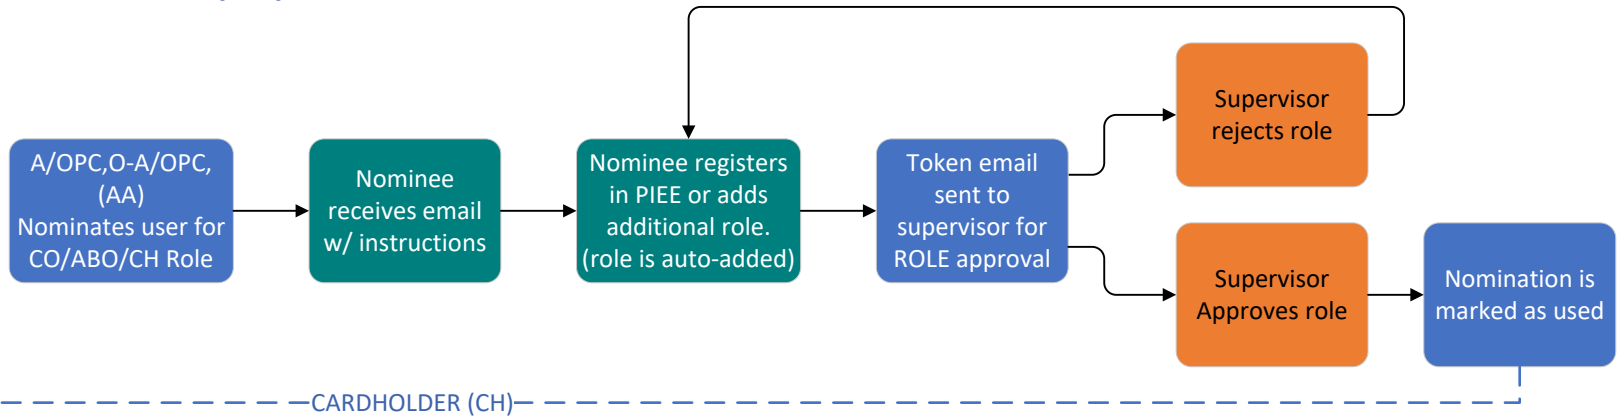 A/OPC,O-A/OPC,
(AA)
Nominates user for
CO/ABO/CH Role
Nominee
receives email
w/ instructions
Nominee registers
in PIEE or adds
additional role.
(role is auto-added)
Token email
sent to
supervisor for
ROLE approval
Supervisor
rejects role
Supervisor
Approves role
Nomination is
marked as used
CARDHOLDER (CH)